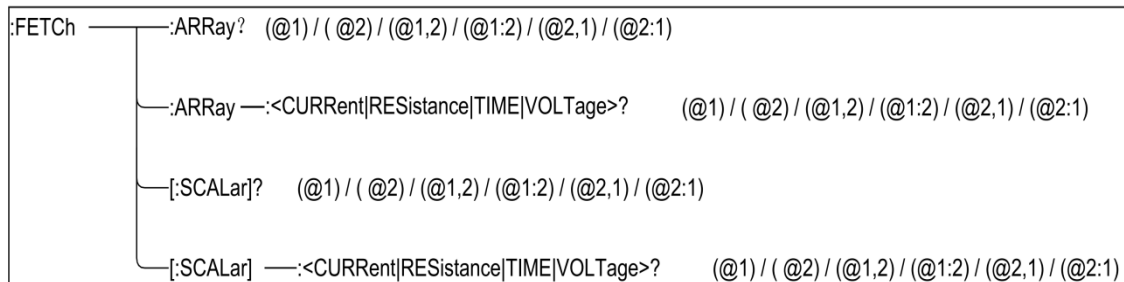 :FETCh :ARRay? (@1) / ( @2) / (@1,2) / (@1:2) / (@2,1) / (@2:1)
:ARRay :<CURRent|RESistance|TIME|VOLTage>? (@1) / ( @2) / (@1,2) / (@1:2) / (@2,1) / (@2:1)
[:SCALar]? (@1) / ( @2) / (@1,2) / (@1:2) / (@2,1) / (@2:1)
[:SCALar] :<CURRent|RESistance|TIME|VOLTage>? (@1) / ( @2) / (@1,2) / (@1:2) / (@2,1) / (@2:1)